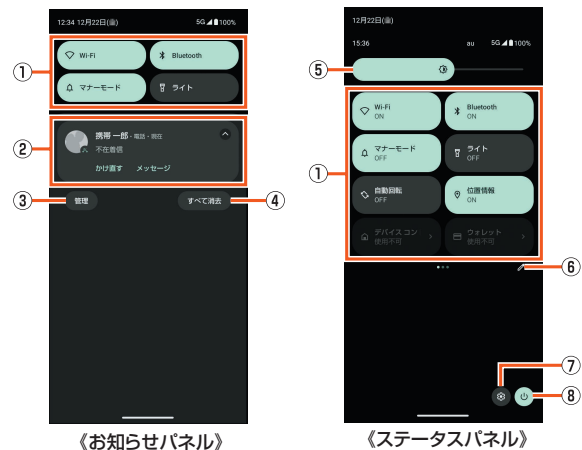 12:34 12月22日(金) 5G 100%
① Wi-Fi Bluetooth
マナーモード ライト
② 携帯 一郎・電話・現在
不在着信
かけ直す メッセージ
③ 管理 すべて消去 ④
《お知らせパネル》
12月22日(金)
15:36 au 5G 100%
⑤
① Wi-Fi ON Bluetooth ON
マナーモード OFF ライト OFF
自動回転 OFF 位置情報 ON
デバイス コン 使用不可 ウォレット 使用不可
⑥
⑦
⑧
《ステータスパネル》